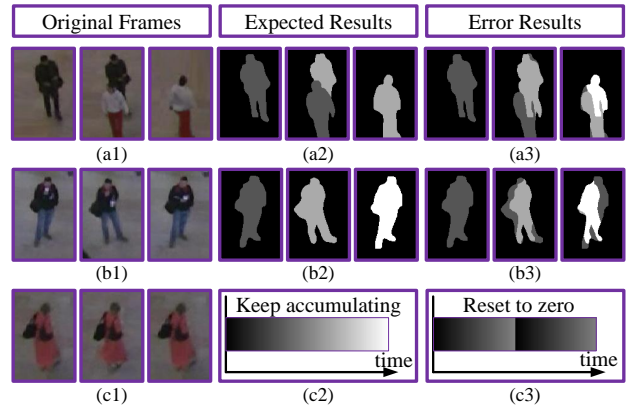 Original Frames Expected Results Error Results
(a1) (a2) (a3)
(b1) (b2) (b3)
Keep accumulating Reset to zero
time time
(c1) (c2) (c3)